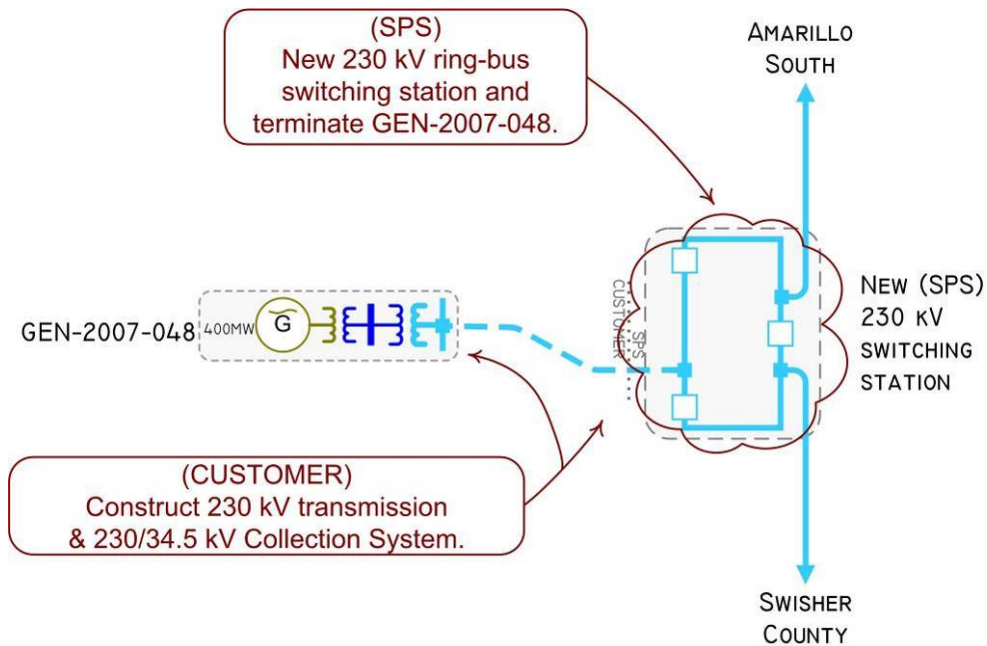 (SPS)
New 230 kV ring-bus
switching station and
terminate GEN-2007-048.
AMARILLO
SOUTH
CUSTOMER
SPS
NEW (SPS)
230 KV
SWITCHING
STATION
GEN-2007-048
400MW
G
(CUSTOMER)
Construct 230 kV transmission
& 230/34.5 kV Collection System.
SWISHER
COUNTY